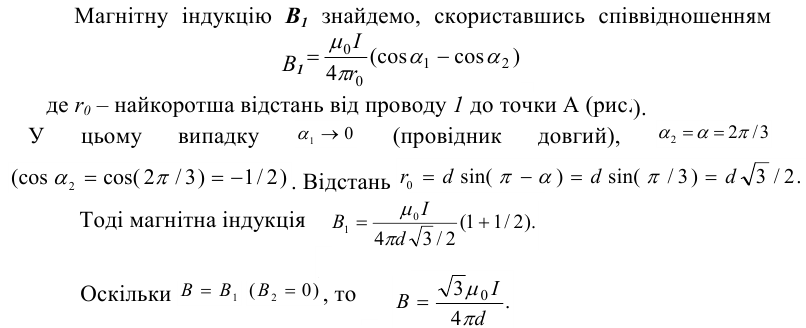 Магнітну індукцію B₁ знайдемо, скориставшись співвідношенням
B₁ = μ₀I / 4πr₀ (cos α₁ − cos α₂)
де r₀ – найкоротша відстань від проводу 1 до точки А (рис.).
У цьому випадку α₁ → 0 (провідник довгий), α₂ = α = 2π / 3
(cos α₂ = cos( 2π / 3) = −1/ 2) . Відстань r₀ = d sin( π − α ) = d sin( π / 3 ) = d √3 / 2 .
Тоді магнітна індукція B₁ = μ₀I / 4πd√3 / 2 (1 + 1/ 2).
Оскільки B = B₁ (B₂ = 0) , то B = √3μ₀I / 4πd .